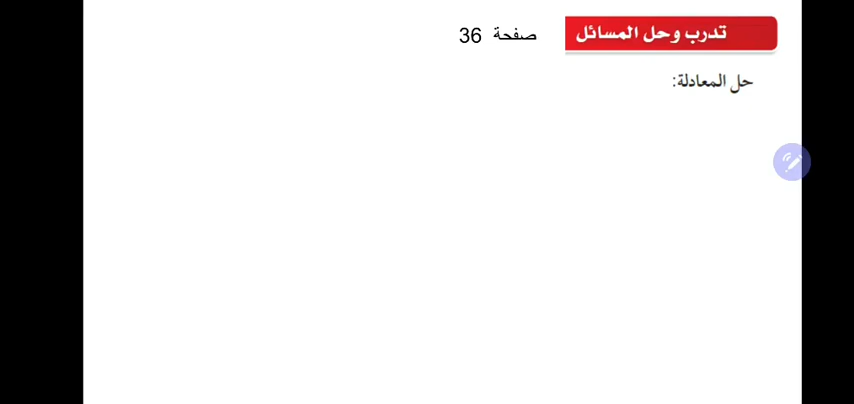 تدرب وحل المسائل صفحة 36
حل المعادلة: